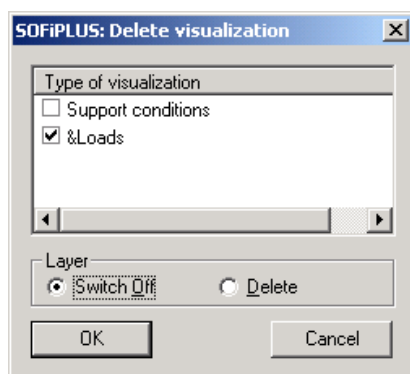 SOFiPLUS: Delete visualization
Type of visualization
Support conditions
&Loads
Layer
Switch Off
Delete
OK
Cancel